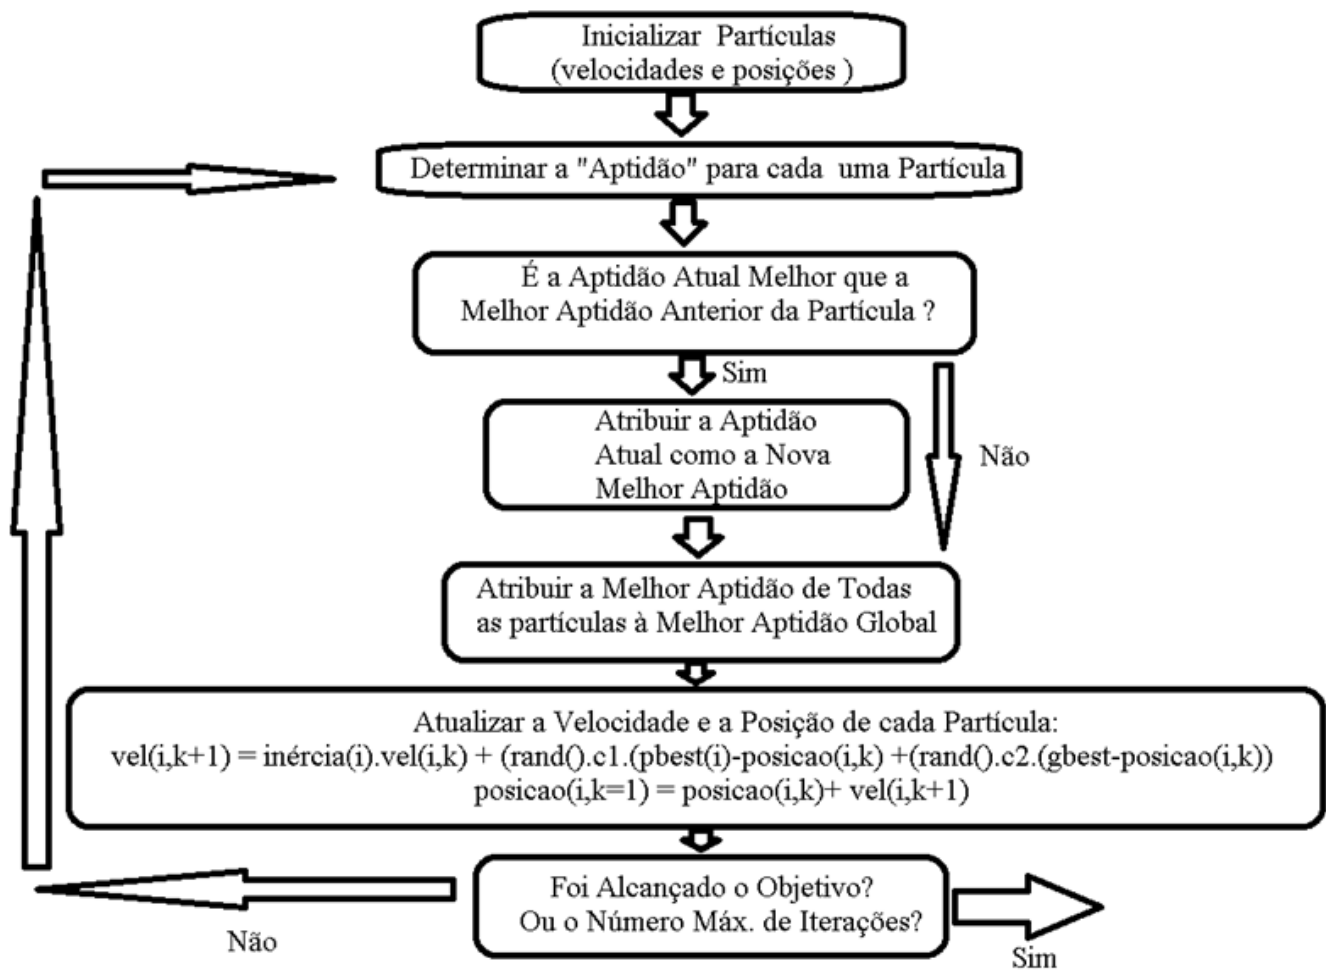 Inicializar Partículas
(velocidades e posições )
Determinar a "Aptidão" para cada uma Partícula
É a Aptidão Atual Melhor que a
Melhor Aptidão Anterior da Partícula ?
Sim
Não
Atribuir a Aptidão
Atual como a Nova
Melhor Aptidão
Atribuir a Melhor Aptidão de Todas
as partículas à Melhor Aptidão Global
Atualizar a Velocidade e a Posição de cada Partícula:
vel(i,k+1) = inércia(i).vel(i,k) + (rand().c1.(pbest(i)-posicao(i,k) +(rand().c2.(gbest-posicao(i,k))
posicao(i,k=1) = posicao(i,k)+ vel(i,k+1)
Foi Alcançado o Objetivo?
Ou o Número Máx. de Iterações?
Não
Sim